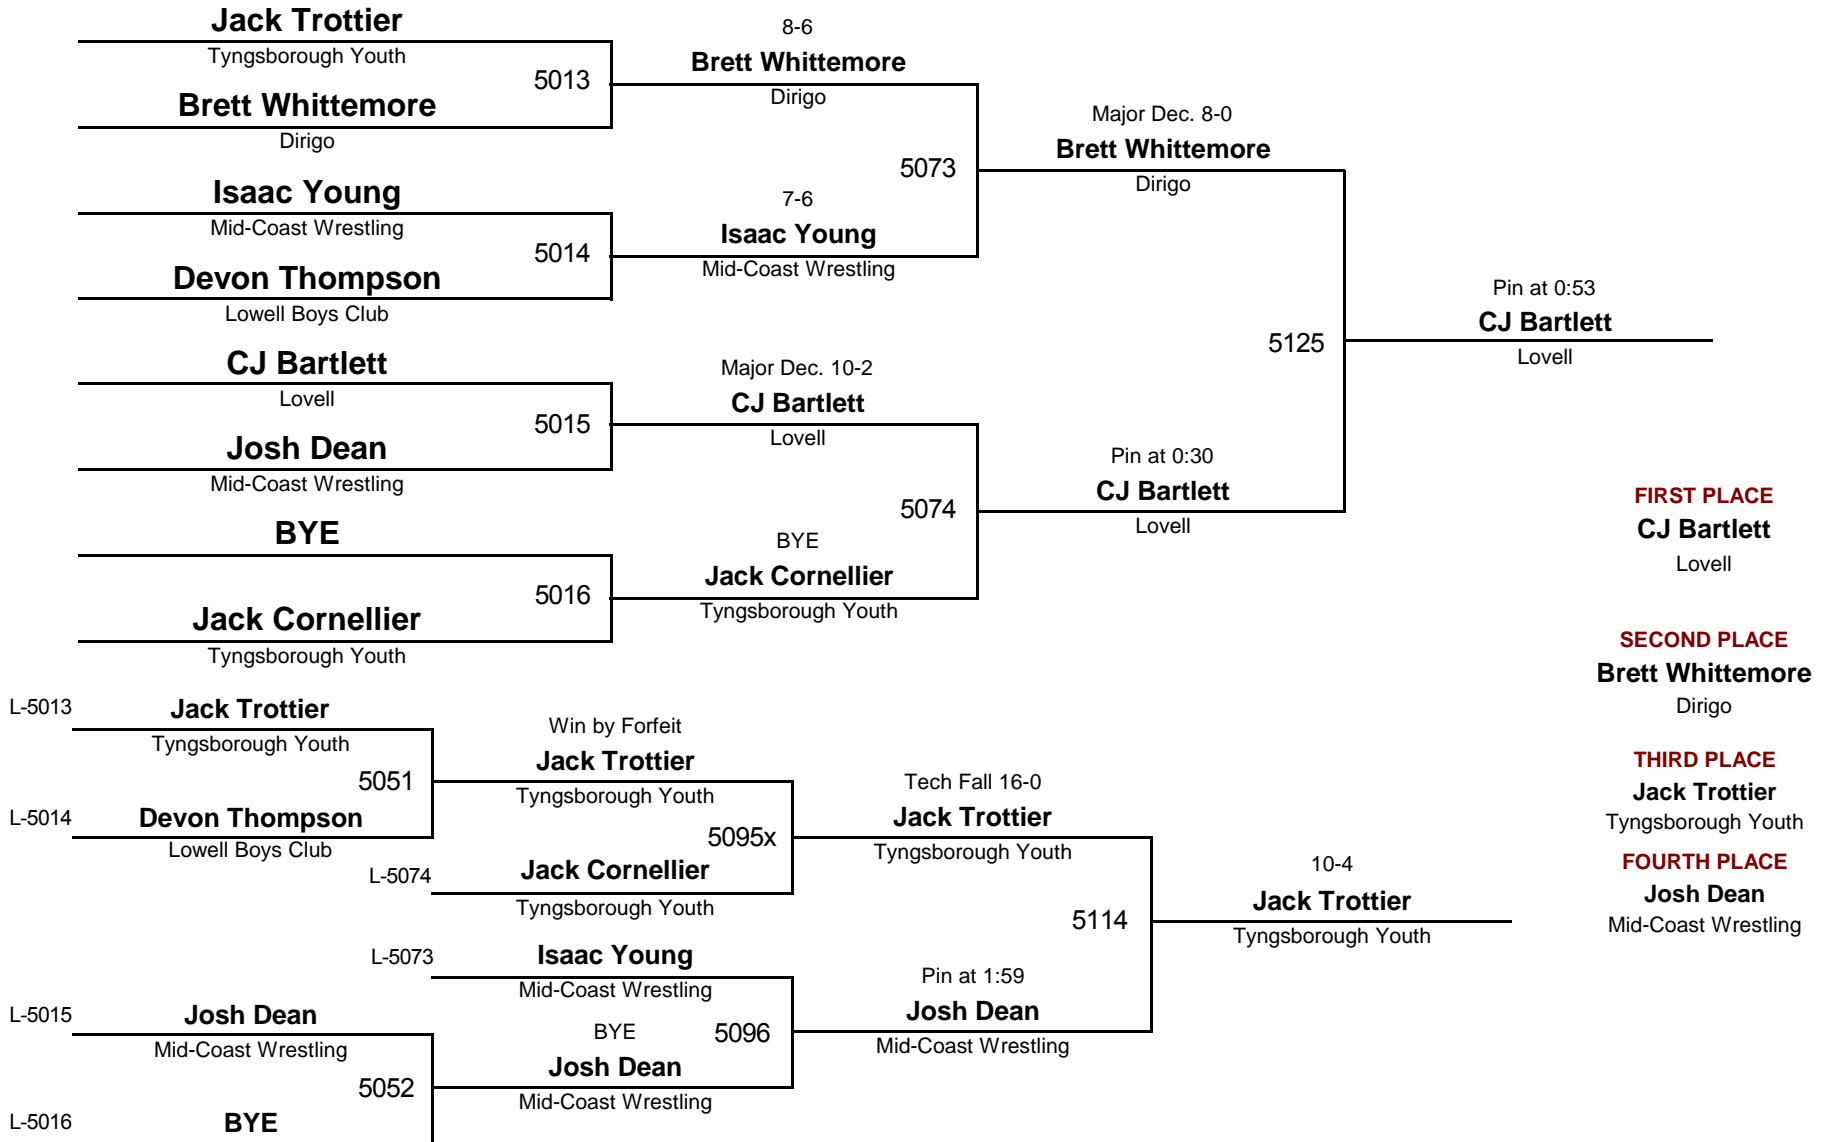 Jack Trottier
Tyngsborough Youth
5013
Brett Whittemore
Dirigo
8-6
Brett Whittemore
Dirigo
Isaac Young
Mid-Coast Wrestling
5014
Devon Thompson
Lowell Boys Club
7-6
Isaac Young
Mid-Coast Wrestling
5073
Major Dec. 8-0
Brett Whittemore
Dirigo
CJ Bartlett
Lovell
5015
Josh Dean
Mid-Coast Wrestling
Major Dec. 10-2
CJ Bartlett
Lovell
BYE
5016
Jack Cornellier
Tyngsborough Youth
BYE
Jack Cornellier
Tyngsborough Youth
5074
Pin at 0:30
CJ Bartlett
Lovell
5125
Pin at 0:53
CJ Bartlett
Lovell
FIRST PLACE
CJ Bartlett
Lovell
SECOND PLACE
Brett Whittemore
Dirigo
THIRD PLACE
Jack Trottier
Tyngsborough Youth
FOURTH PLACE
Josh Dean
Mid-Coast Wrestling
L-5013
Jack Trottier
Tyngsborough Youth
5051
L-5014
Devon Thompson
Lowell Boys Club
Win by Forfeit
Jack Trottier
Tyngsborough Youth
5095x
L-5074
Jack Cornellier
Tyngsborough Youth
Tech Fall 16-0
Jack Trottier
Tyngsborough Youth
5114
10-4
Jack Trottier
Tyngsborough Youth
L-5073
Isaac Young
Mid-Coast Wrestling
5096
BYE
Josh Dean
Mid-Coast Wrestling
Pin at 1:59
Josh Dean
Mid-Coast Wrestling
L-5015
Josh Dean
Mid-Coast Wrestling
5052
L-5016
BYE